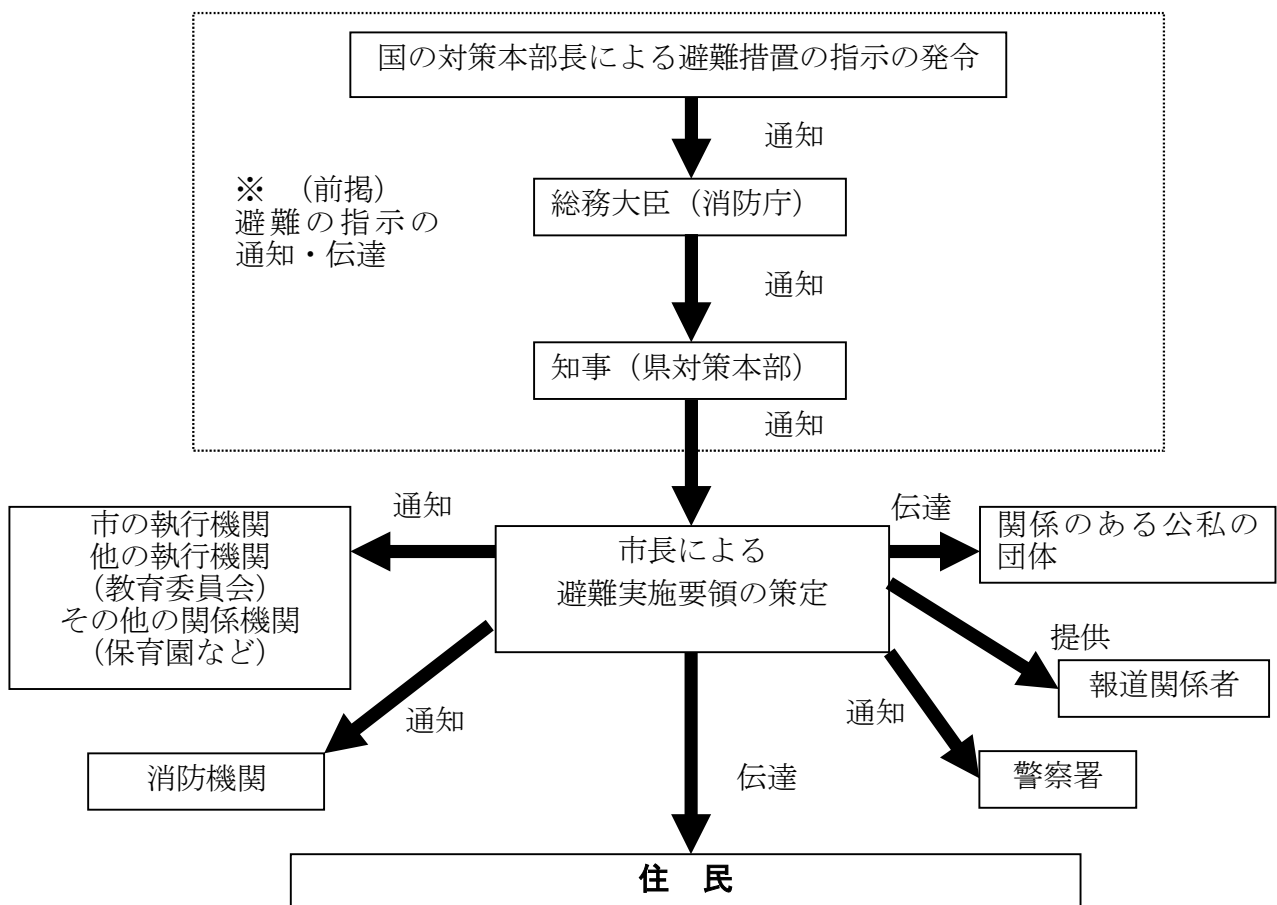 国の対策本部長による避難措置の指示の発令
通知
総務大臣（消防庁）
※　（前掲）
避難の指示の
通知・伝達
通知
知事（県対策本部）
通知
通知
市の執行機関
他の執行機関
（教育委員会）
その他の関係機関
（保育園など）
市長による
避難実施要領の策定
伝達
関係のある公私の
団体
提供
報道関係者
通知
消防機関
伝達
通知
警察署
住　民